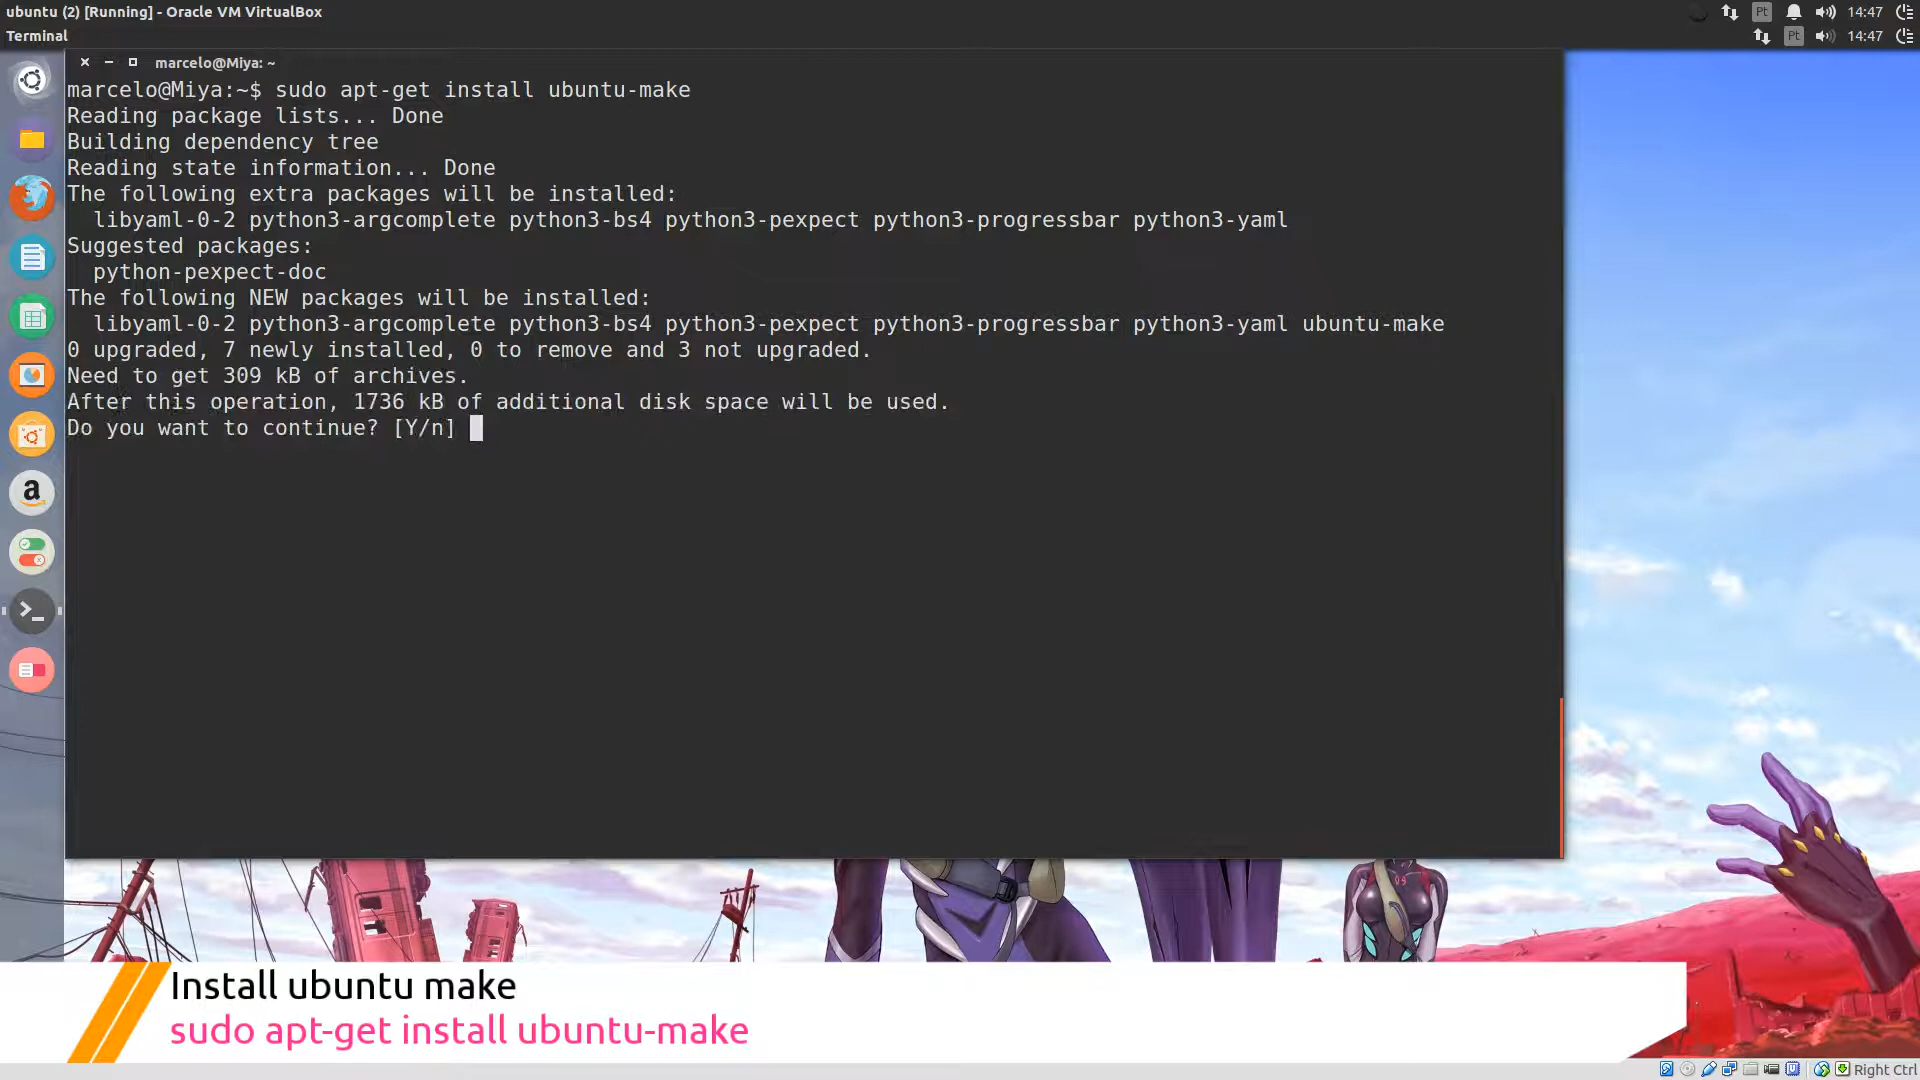 ubuntu (2) [Running] - Oracle VM VirtualBox
Pt
14:47
Terminal
Pt
14:47
marcelo@Miya: ~
marcelo@Miya:~$ sudo apt-get install ubuntu-make
Reading package lists... Done
Building dependency tree
Reading state information... Done
The following extra packages will be installed:
libyaml-0-2 python3-argcomplete python3-bs4 python3-pexpect python3-progressbar python3-yaml
Suggested packages:
python-pexpect-doc
The following NEW packages will be installed:
libyaml-0-2 python3-argcomplete python3-bs4 python3-pexpect python3-progressbar python3-yaml ubuntu-make
0 upgraded, 7 newly installed, 0 to remove and 3 not upgraded.
Need to get 309 kB of archives.
After this operation, 1736 kB of additional disk space will be used.
Do you want to continue? [Y/n]
a
>_
Install ubuntu make
sudo apt-get install ubuntu-make
Right Ctrl